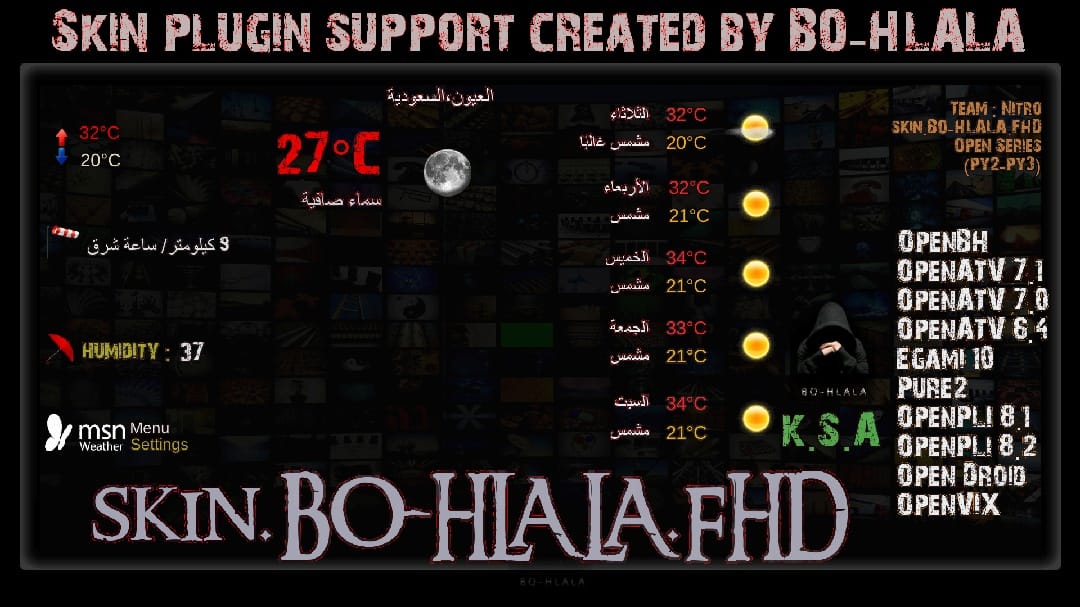 SKIN PLUGIN SUPPORT CREATED BY BO-HLALA
العيون،السعودية
32°C
20°C
27°C
سماء صافية
9 كيلومتر/ ساعة شرق
HUMIDITY : 37
msn Weather
Menu
Settings
الثلاثاء 32°C
مشمس غالبًا 20°C
الأربعاء 32°C
مشمس 21°C
الخميس 34°C
مشمس 21°C
الجمعة 33°C
مشمس 21°C
السبت 34°C
مشمس 21°C
TEAM : NITRO
SKIN.BO-HLALA.FHD
OPEN SERIES
(PY2-PY3)
OPENBH
OPENATV 7.1
OPENATV 7.0
OPENATV 6.4
EGAMI 10
PURE2
OPENPLI 8.1
OPENPLI 8.2
OPEN DROID
OPENVIX
BO-HLALA
K.S.A
SKIN.BO-HLALA.FHD
BO-HLALA